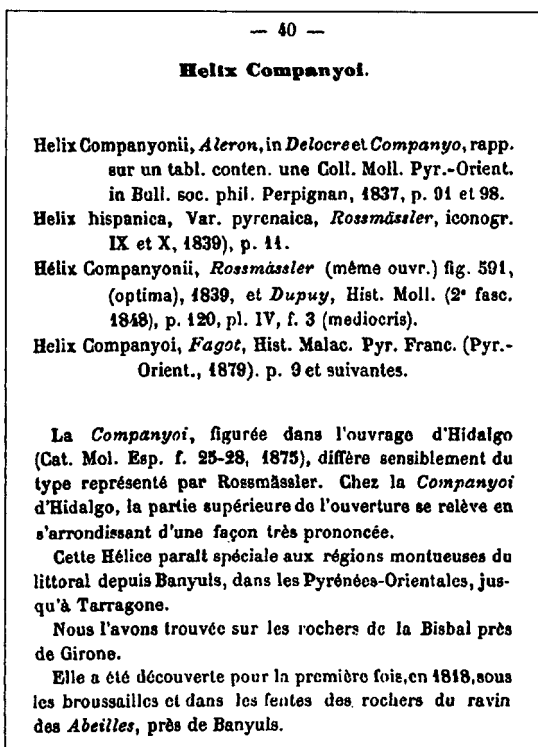 — 40 —
Helix Companyoi.
Helix Companyonii, Aleron, in Delocre et Companyo, rapp.
sur un tabl. conten. une Coll. Moll. Pyr.-Orient.
in Bull. soc. phil. Perpignan, 1837, p. 91 et 98.
Helix hispanica, Var. pyrenaica, Rossmässler, iconogr.
IX et X, 1839), p. 11.
Hélix Companyonii, Rossmàssler (même ouvr.) fig. 591,
(optima), 1839, et Dupuy, Hist. Moll. (2e fasc.
1848), p. 120, pl. IV, f. 3 (mediocris).
Helix Companyoi, Fagot, Hist. Malac. Pyr. Franc. (Pyr.-
Orient., 1879). p. 9 et suivantes.
La Companyoi, figurée dans l'ouvrage d'Hidalgo
(Cat. Mol. Esp. f. 25-28, 1875), diffère sensiblement du
type représenté par Rossmässler. Chez la Companyoi
d'Hidalgo, la partie supérieure de l'ouverture se relève en
s'arrondissant d'une façon très prononcée.
Cette Hélice paraît spéciale aux régions montueuses du
littoral depuis Banyuls, dans les Pyrénées-Orientales, jus-
qu'à Tarragone.
Nous l'avons trouvée sur les rochers de la Bisbal près
de Girone.
Elle a été découverte pour la première fois, en 1818, sous
les broussailles et dans les fentes des rochers du ravin
des Abeilles, près de Banyuls.